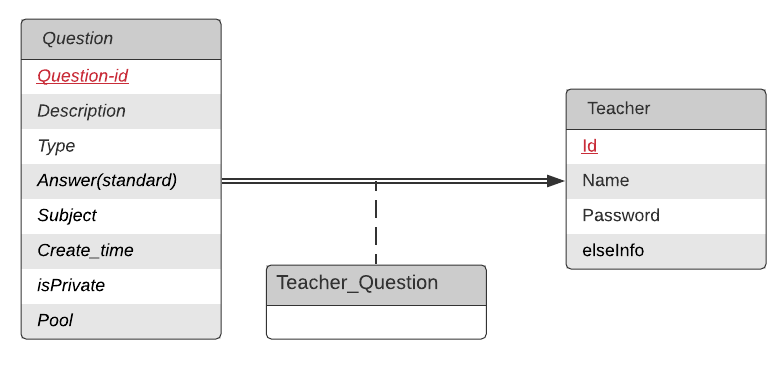 Question
Question-id
Description
Type
Answer(standard)
Subject
Create_time
isPrivate
Pool
Teacher_Question
Teacher
Id
Name
Password
elseInfo